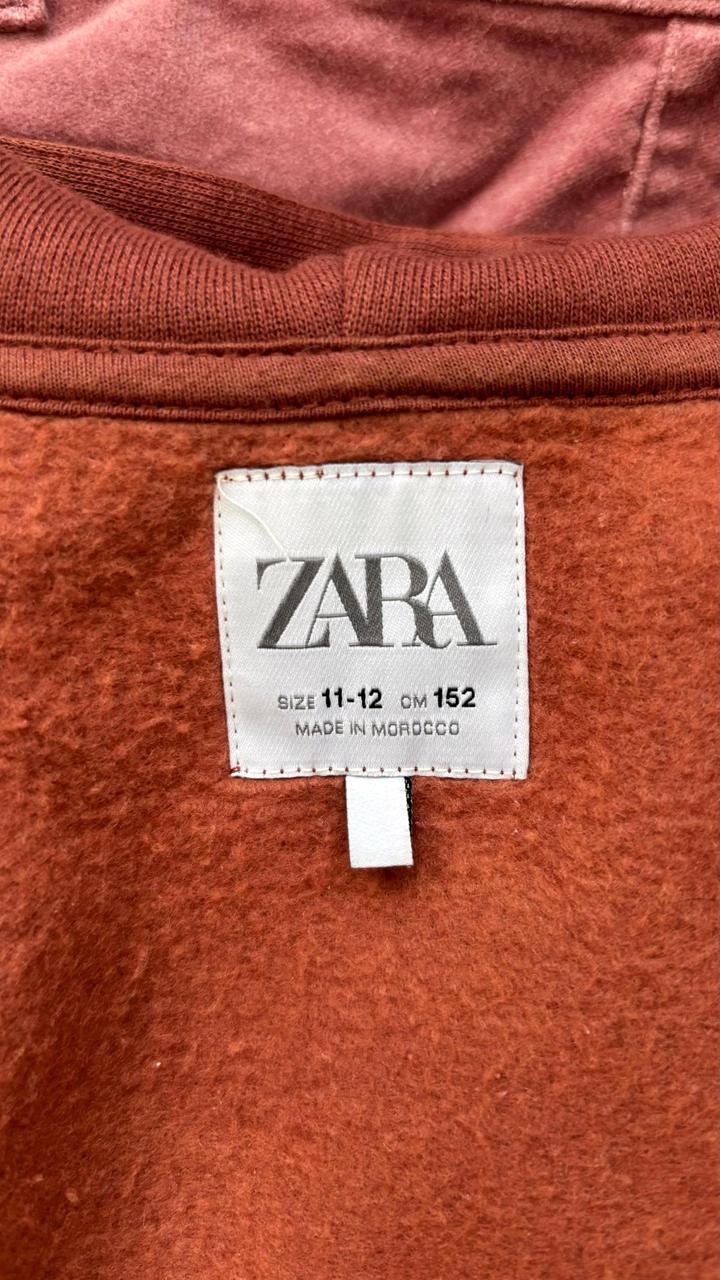 ZARA
SIZE 11-12 CM 152
MADE IN MOROCCO